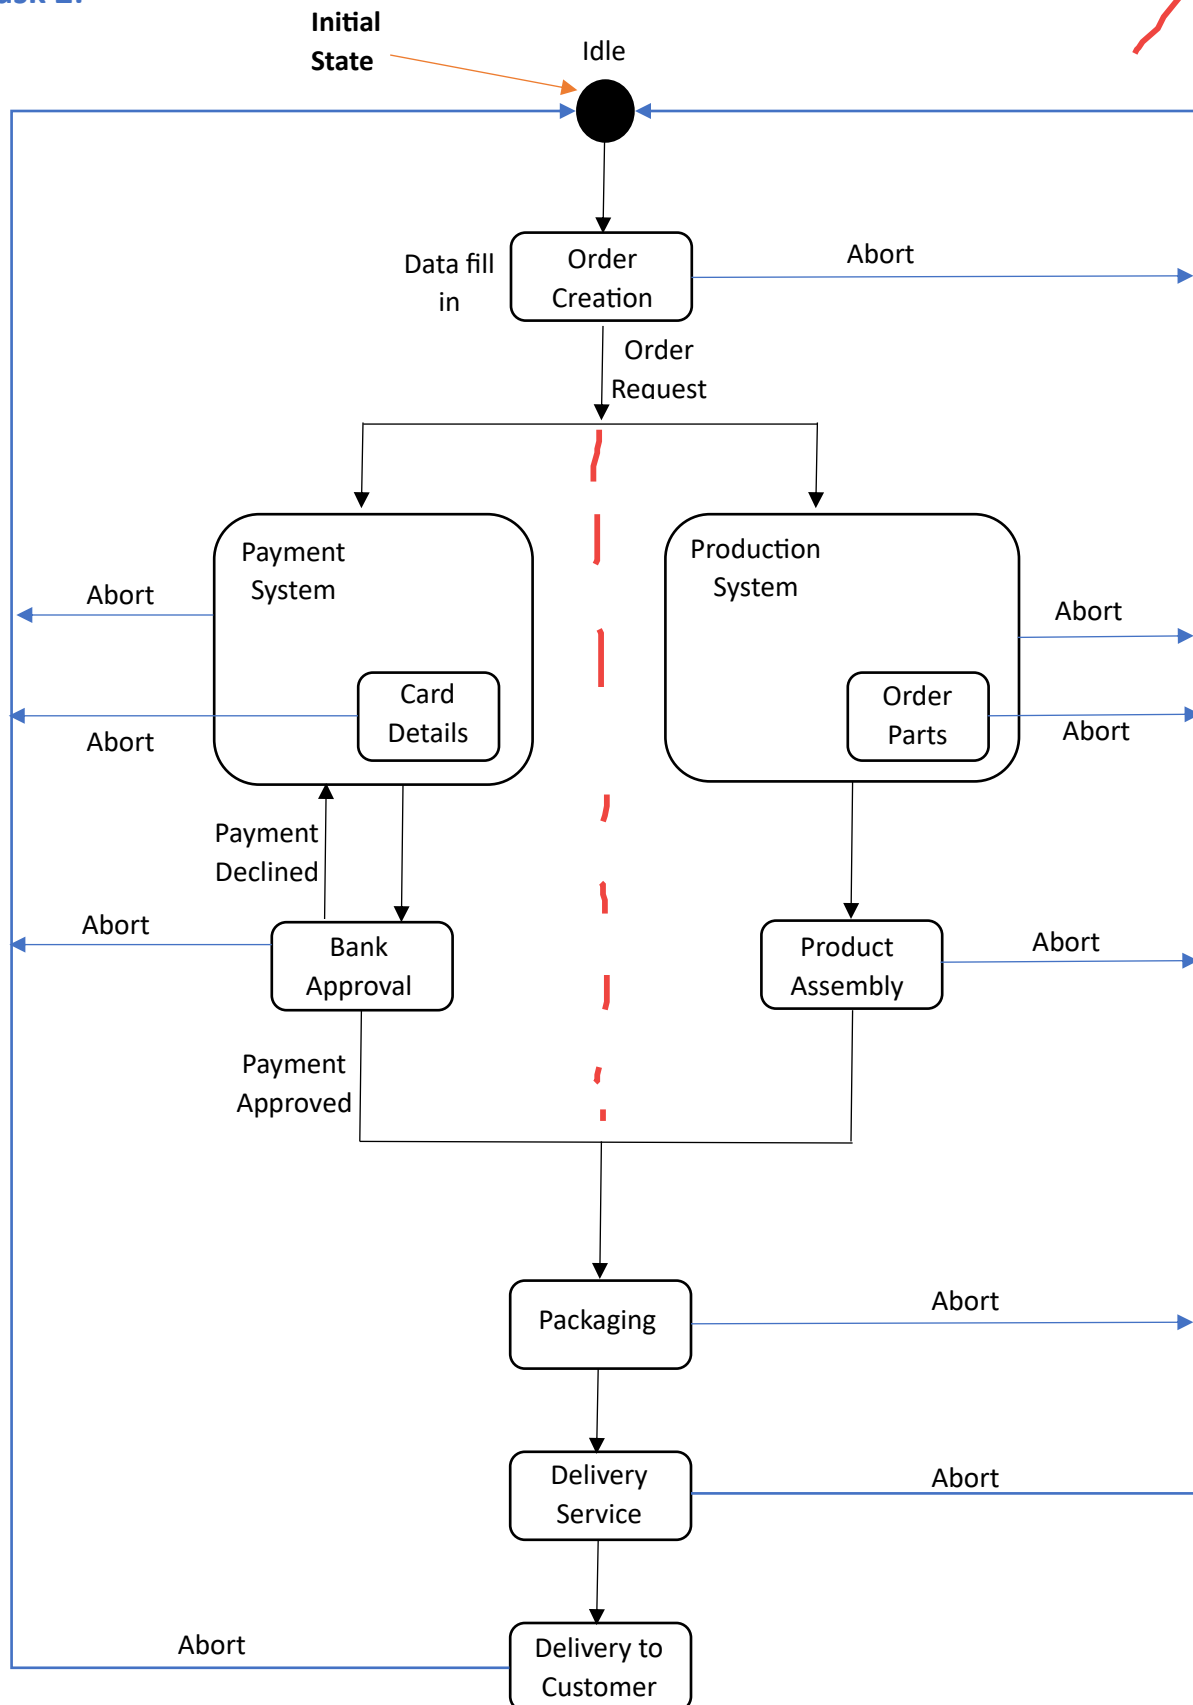 Initial
State
Idle
Data fill
in
Order
Creation
Abort
Order
Request
Payment
System
Production
System
Abort
Abort
Card
Details
Order
Parts
Abort
Abort
Payment
Declined
Abort
Bank
Approval
Product
Assembly
Abort
Payment
Approved
Packaging
Abort
Delivery
Service
Abort
Abort
Delivery to
Customer